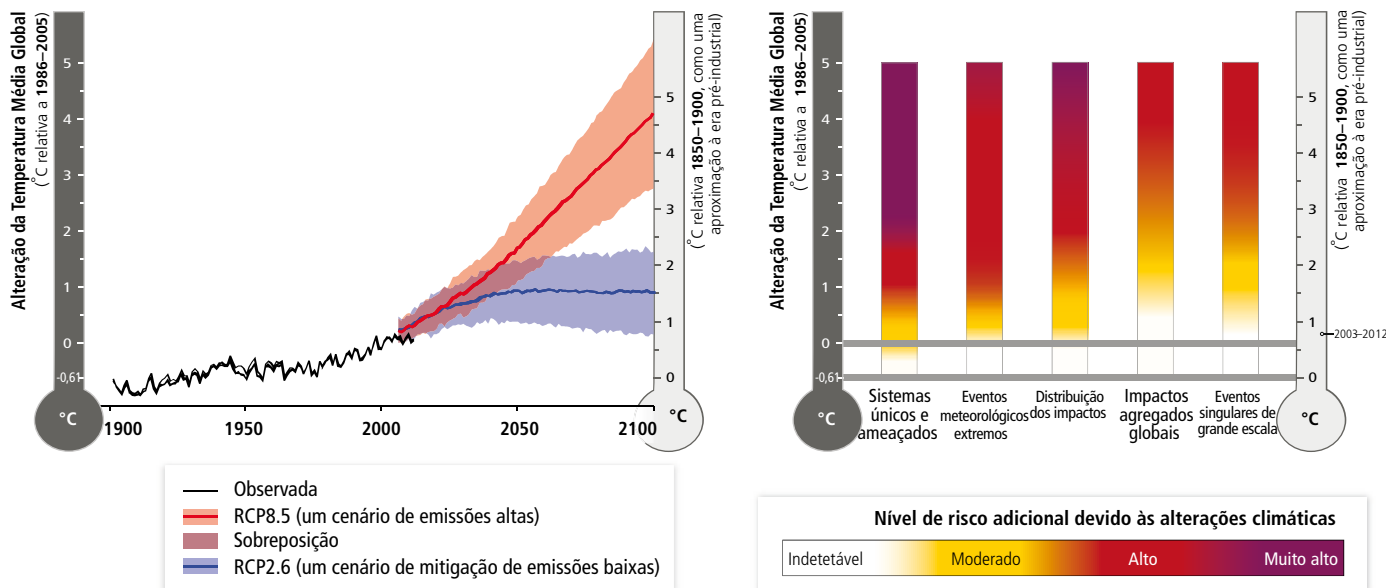 Alteração da Temperatura Média Global
(˚C relativa a 1986–2005)
5
4
3
2
1
0
-0,61
°C
(˚C relativa 1850–1900, como uma
aproximação à era pré-industrial)
5
4
3
2
1
0
°C
1900
1950
2000
2050
2100
Observada
RCP8.5 (um cenário de emissões altas)
Sobreposição
RCP2.6 (um cenário de mitigação de emissões baixas)
Alteração da Temperatura Média Global
(˚C relativa a 1986–2005)
5
4
3
2
1
0
-0,61
°C
(˚C relativa 1850–1900, como uma
aproximação à era pré-industrial)
5
4
3
2
1
0
2003–2012
°C
Sistemas
únicos e
ameaçados
Eventos
meteorológicos
extremos
Distribuição
dos impactos
Impactos
agregados
globais
Eventos
singulares de
grande escala
Nível de risco adicional devido às alterações climáticas
Indetetável Moderado Alto Muito alto